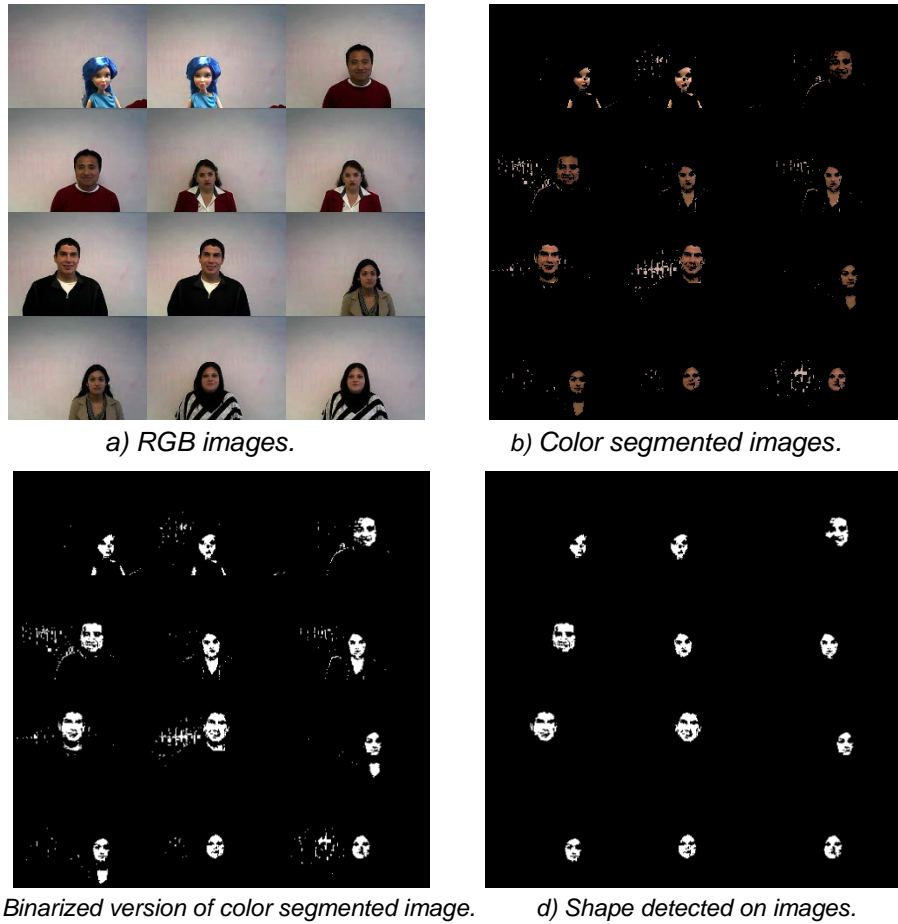 a) RGB images.
b) Color segmented images.
Binarized version of color segmented image.
d) Shape detected on images.